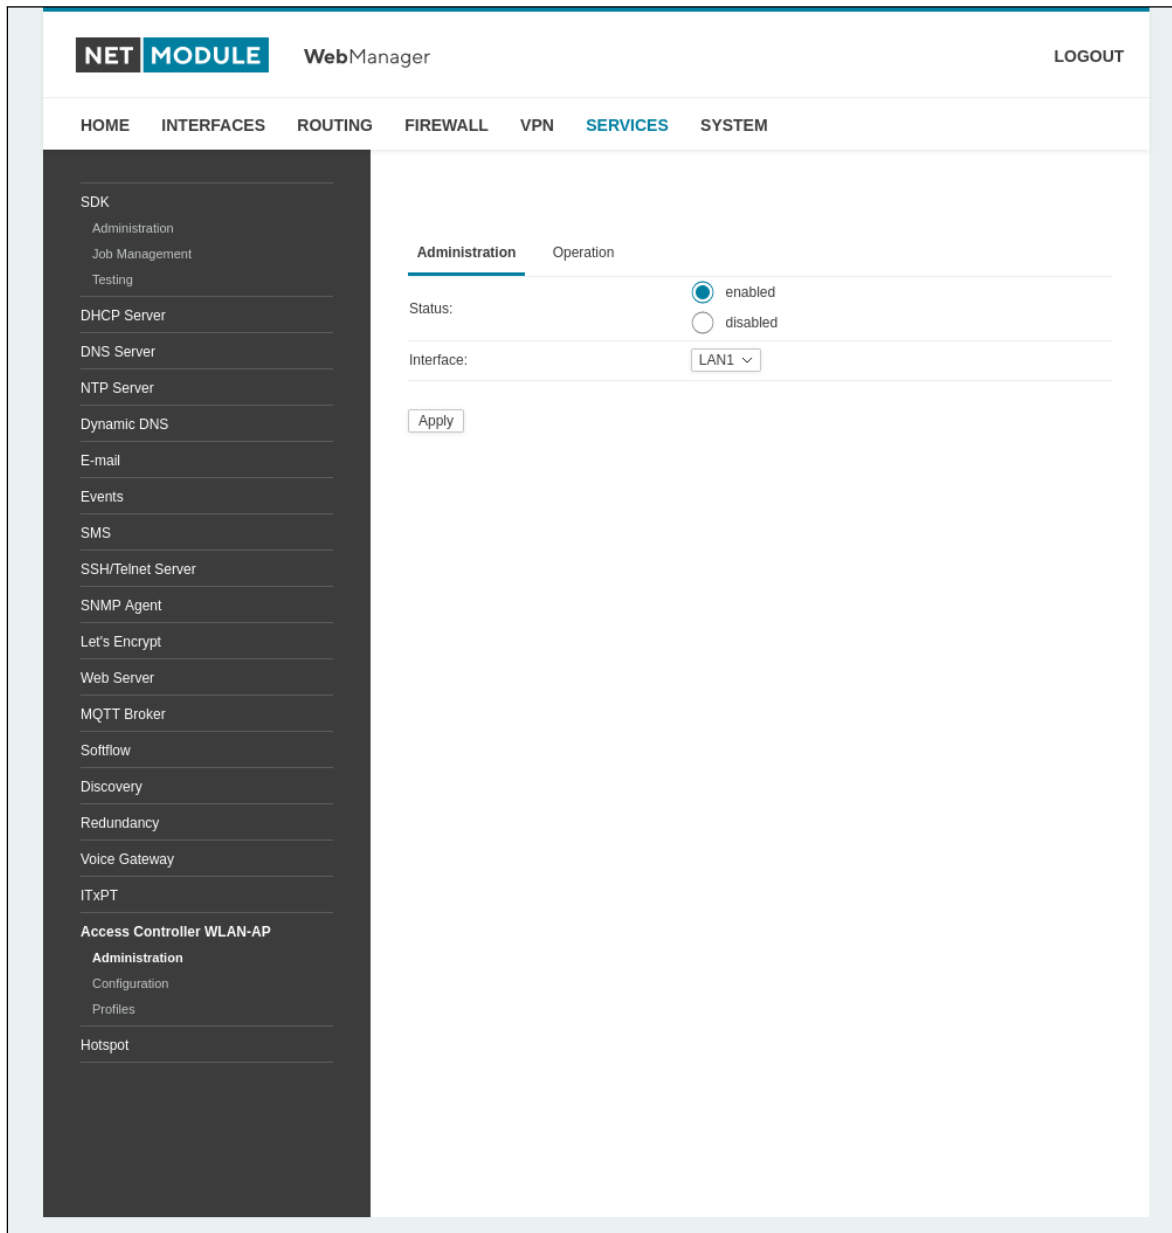 NET MODULE WebManager LOGOUT
HOME INTERFACES ROUTING FIREWALL VPN SERVICES SYSTEM
SDK
Administration
Job Management
Testing
DHCP Server
DNS Server
NTP Server
Dynamic DNS
E-mail
Events
SMS
SSH/Telnet Server
SNMP Agent
Let's Encrypt
Web Server
MQTT Broker
Softflow
Discovery
Redundancy
Voice Gateway
ITxPT
Access Controller WLAN-AP
Administration
Configuration
Profiles
Hotspot
Administration Operation
Status: enabled
disabled
Interface: LAN1
Apply